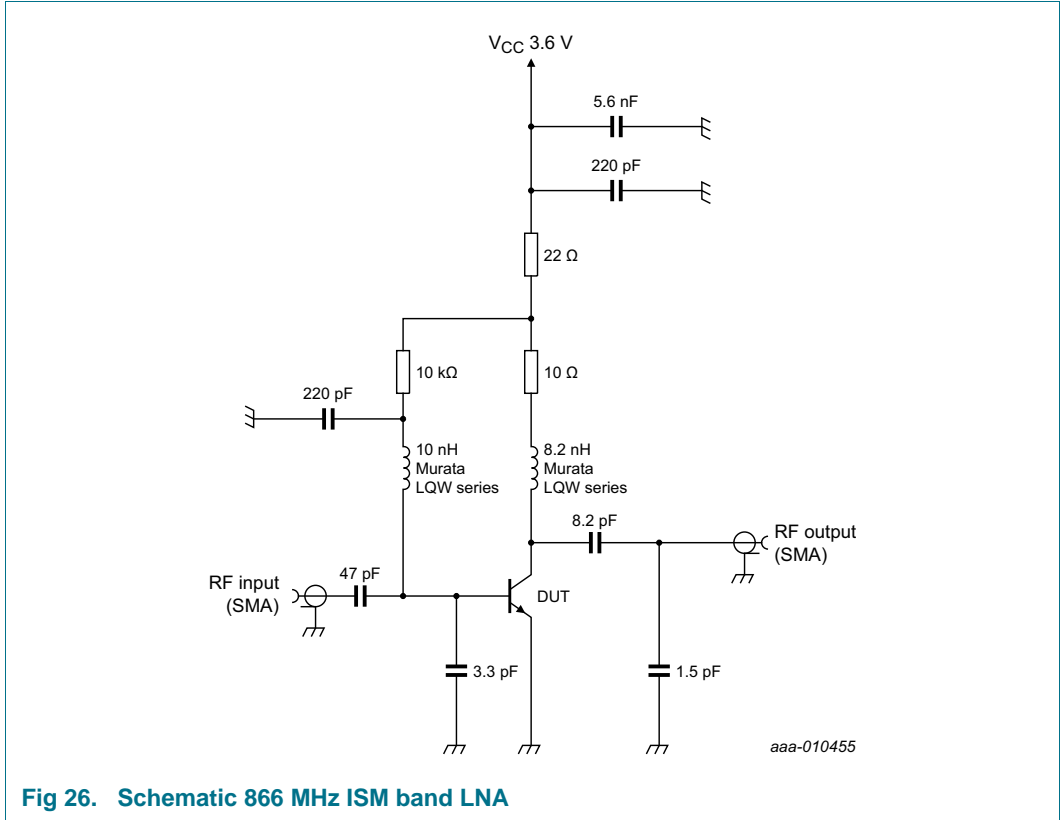 V_CC 3.6 V
5.6 nF
220 pF
22 Ω
10 kΩ
10 Ω
220 pF
10 nH
Murata
LQW series
8.2 nH
Murata
LQW series
8.2 pF
RF output
(SMA)
47 pF
RF input
(SMA)
DUT
3.3 pF
1.5 pF
aaa-010455
Fig 26. Schematic 866 MHz ISM band LNA